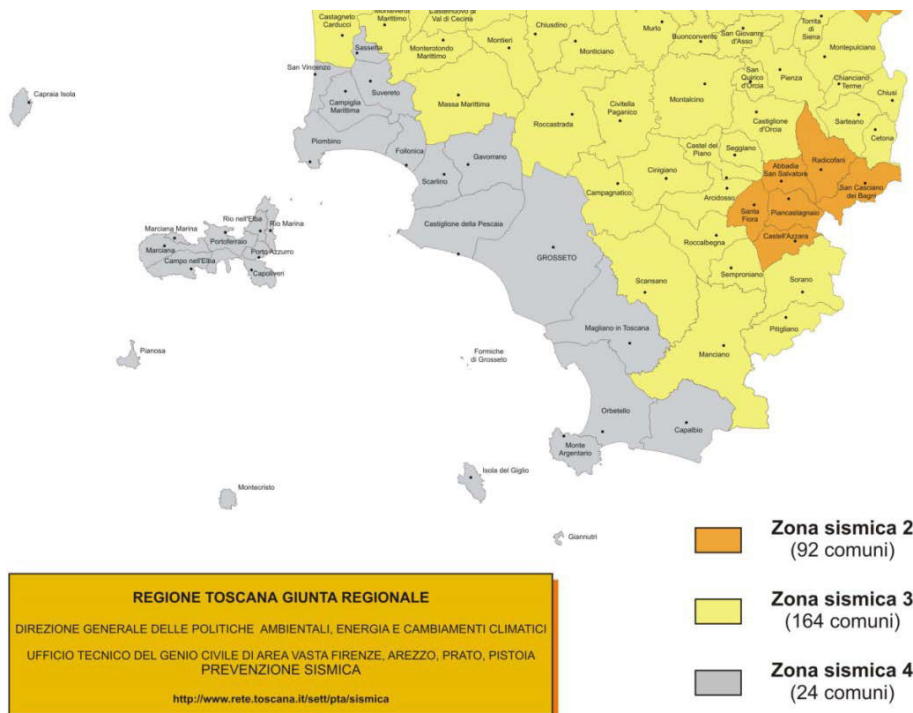 Castagneto
Carducci
Monteverdi
Marittimo
Castelnuovo di
Val di Cecina
Chiusdino
Murlo
San Giovanni
d'Asso
Torrita
di
Siena
Sassetta
Monterotondo
Marittimo
Montieri
Monticiano
Buonconvento
Montepulciano
San Vincenzo
Capraia Isola
Suvereto
Campiglia
Marittima
Massa Marittima
Roccastrada
Civitella
Paganico
Montalcino
San
Quirico
d'Orcia
Pienza
Chianciano
Terme
Chiusi
Castiglione
d'Orcia
Sarteano
Cetona
Piombino
Follonica
Gavorrano
Scarlino
Castel del
Piano
Seggiano
Cinigiano
Campagnatico
Arcidosso
Abbadia
San Salvatore
Radicofani
San Casciano
dei Bagni
Santa
Fiora
Piancastagnaio
Castell'Azzara
Rio nell'Elba
Rio Marina
Marciana Marina
Portoferraio
Marciana
Porto Azzurro
Campo nell'Elba
Capoliveri
Castiglione della Pescaia
GROSSETO
Roccalbegna
Semproniano
Scansano
Sorano
Pitigliano
Magliano in Toscana
Manciano
Pianosa
Formiche
di Grosseto
Orbetello
Capalbio
Monte
Argentario
Isola del Giglio
Montecristo
Giannutri
Zona sismica 2
(92 comuni)
Zona sismica 3
(164 comuni)
Zona sismica 4
(24 comuni)
REGIONE TOSCANA GIUNTA REGIONALE
DIREZIONE GENERALE DELLE POLITICHE AMBIENTALI, ENERGIA E CAMBIAMENTI CLIMATICI
UFFICIO TECNICO DEL GENIO CIVILE DI AREA VASTA FIRENZE, AREZZO, PRATO, PISTOIA
PREVENZIONE SISMICA
http://www.rete.toscana.it/sett/pta/sismica